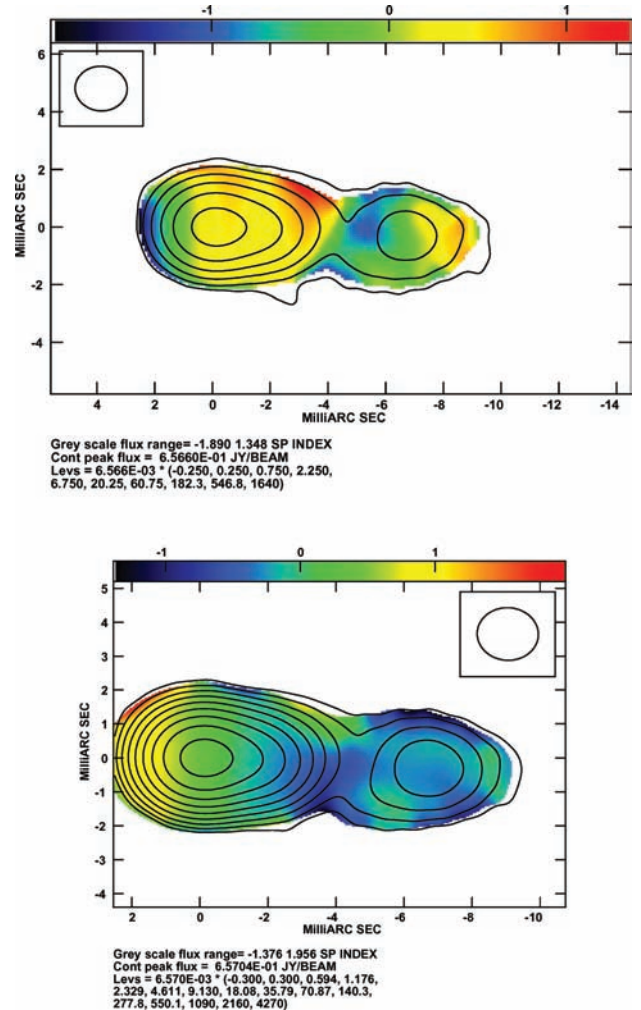 -1 0 1
6
4
2
0
-2
-4
MilliARC SEC
4 2 0 -2 -4 -6 -8 -10 -12 -14
MilliARC SEC
Grey scale flux range= -1.890 1.348 SP INDEX
Cont peak flux = 6.5660E-01 JY/BEAM
Levs = 6.566E-03 * (-0.250, 0.250, 0.750, 2.250,
6.750, 20.25, 60.75, 182.3, 546.8, 1640)
-1 0 1
5
4
3
2
1
0
-1
-2
-3
-4
MilliARC SEC
2 0 -2 -4 -6 -8 -10
MilliARC SEC
Grey scale flux range= -1.376 1.956 SP INDEX
Cont peak flux = 6.5704E-01 JY/BEAM
Levs = 6.570E-03 * (-0.300, 0.300, 0.594, 1.176,
2.329, 4.611, 9.130, 18.08, 35.79, 70.87, 140.3,
277.8, 550.1, 1090, 2160, 4270)